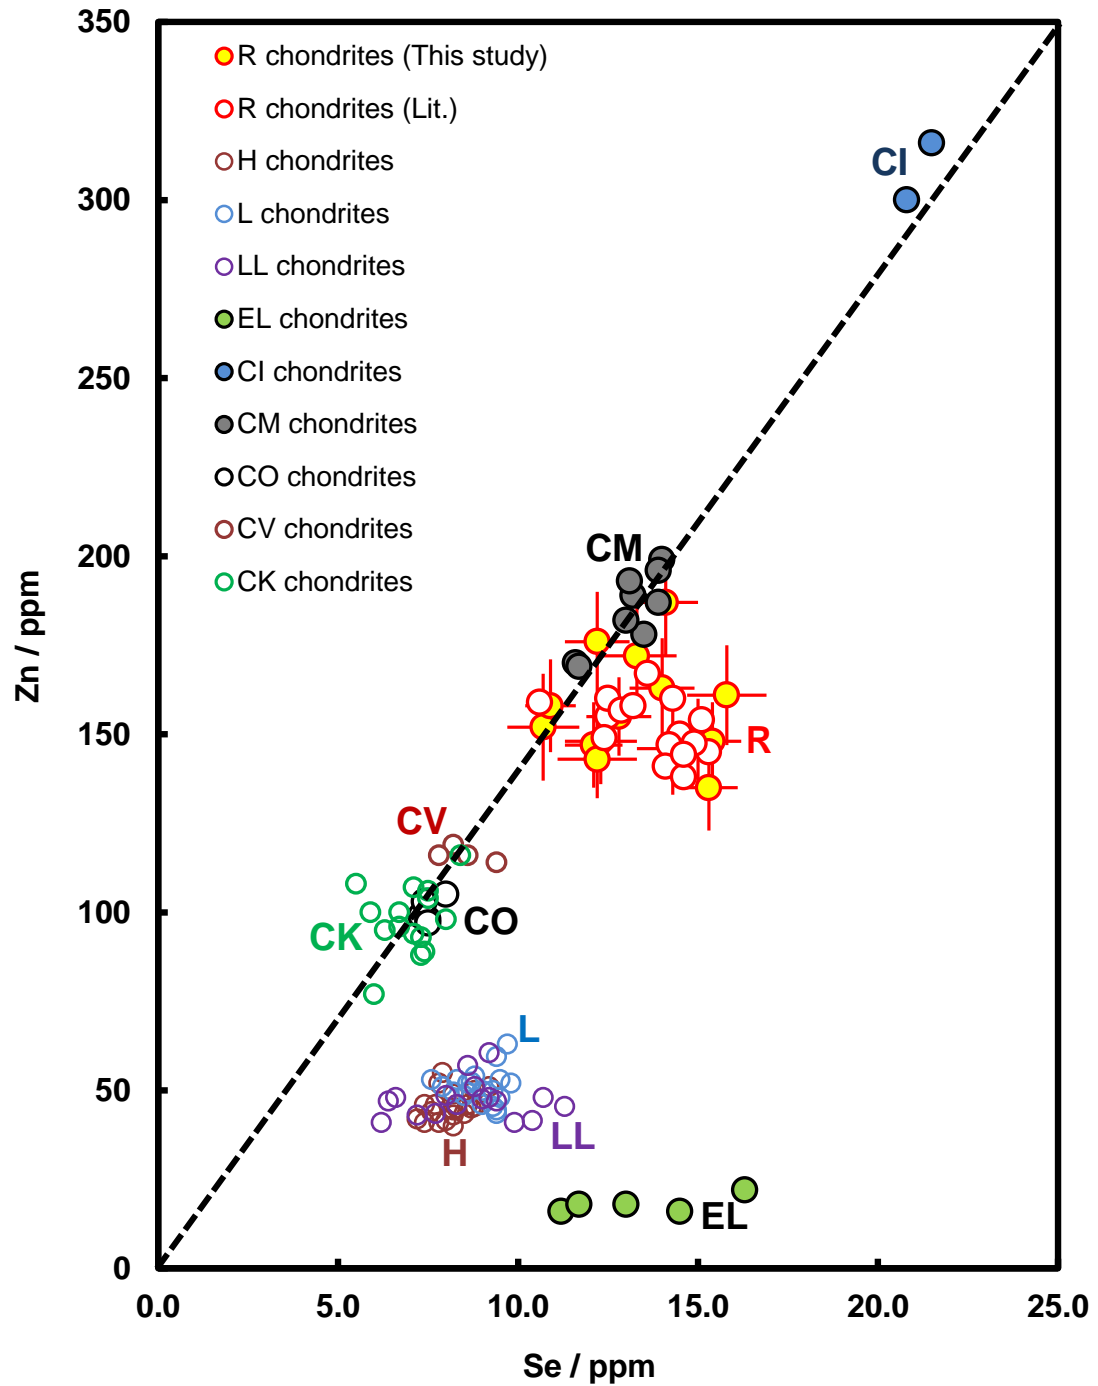 350
300
250
200
150
100
50
0
Zn / ppm
R chondrites (This study)
R chondrites (Lit.)
H chondrites
L chondrites
LL chondrites
EL chondrites
CI chondrites
CM chondrites
CO chondrites
CV chondrites
CK chondrites
CI
CM
R
CV
CO
CK
L
LL
H
EL
0.0 5.0 10.0 15.0 20.0 25.0
Se / ppm